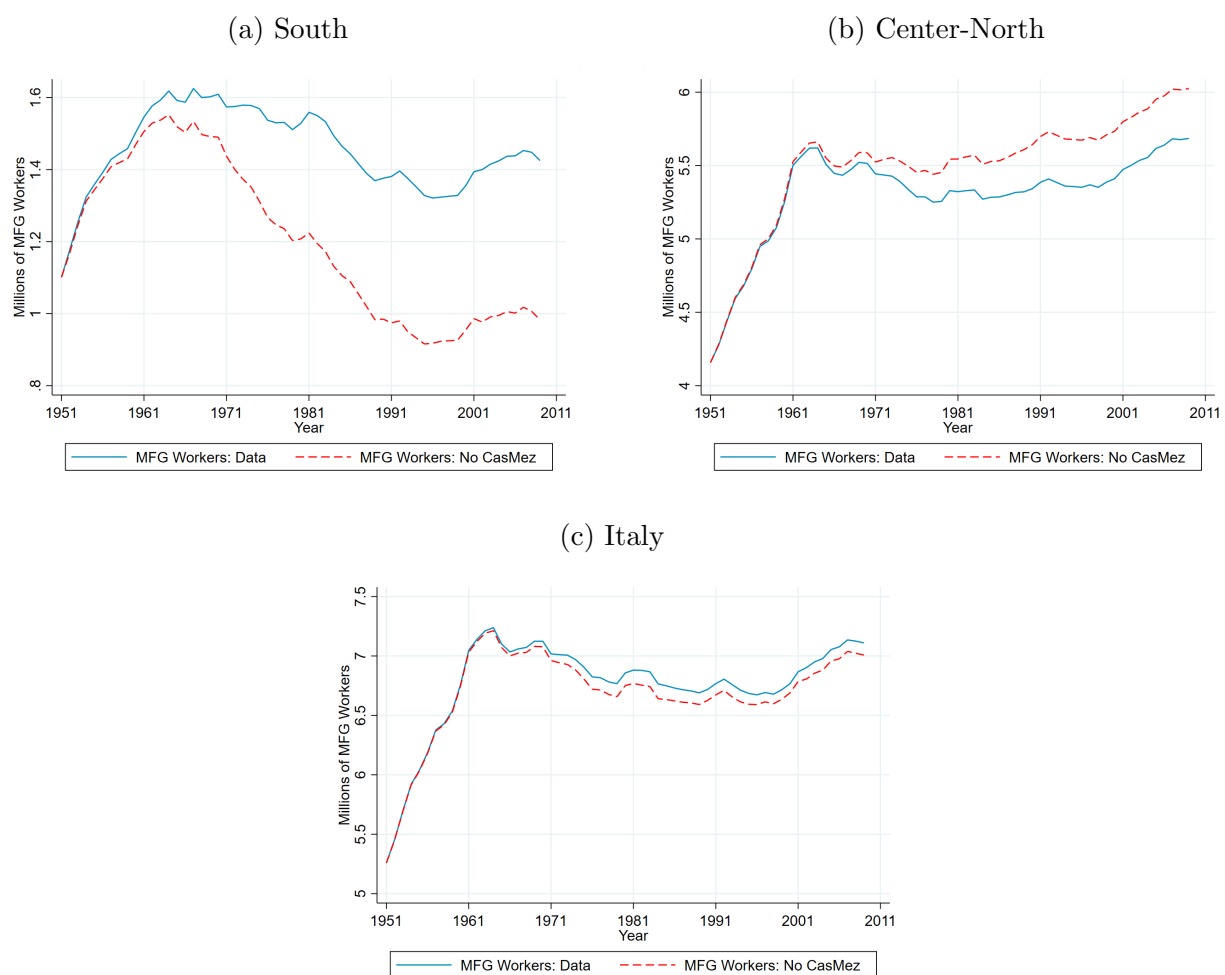 (a) South
Millions of MFG Workers
1.6
1.4
1.2
1
.8
1951 1961 1971 1981 1991 2001 2011
Year
MFG Workers: Data MFG Workers: No CasMez
(b) Center-North
Millions of MFG Workers
6
5.5
5
4.5
4
1951 1961 1971 1981 1991 2001 2011
Year
MFG Workers: Data MFG Workers: No CasMez
(c) Italy
Millions of MFG Workers
7.5
7
6.5
6
5.5
5
1951 1961 1971 1981 1991 2001 2011
Year
MFG Workers: Data MFG Workers: No CasMez